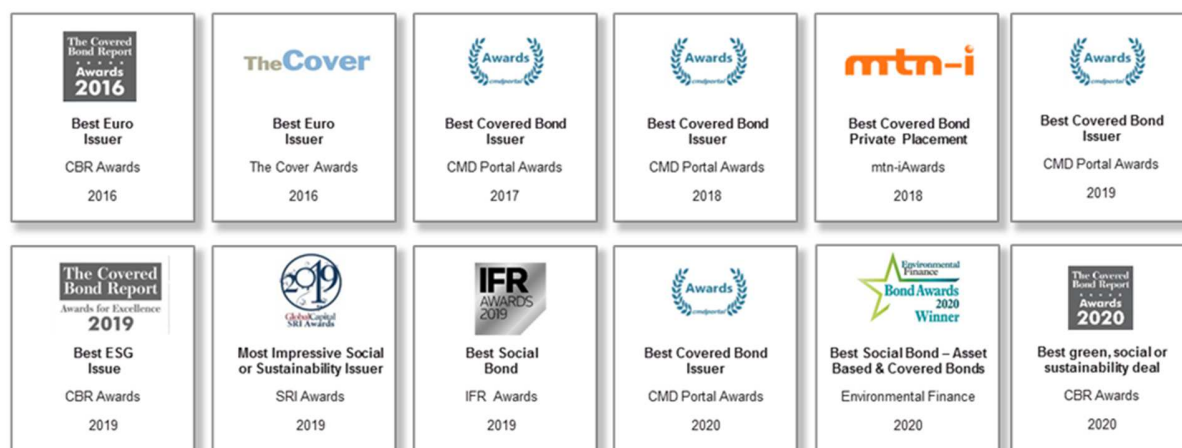 The Covered
Bond Report
Awards
2016
Best Euro
Issuer
CBR Awards
2016
TheCover
Best Euro
Issuer
The Cover Awards
2016
Awards
cmdportal
Best Covered Bond
Issuer
CMD Portal Awards
2017
Awards
cmdportal
Best Covered Bond
Issuer
CMD Portal Awards
2018
mtn-i
Best Covered Bond
Private Placement
mtn-iAwards
2018
Awards
cmdportal
Best Covered Bond
Issuer
CMD Portal Awards
2019
The Covered
Bond Report
Awards for Excellence
2019
Best ESG
Issue
CBR Awards
2019
2019
GlobalCapital
SRI Awards
Most Impressive Social
or Sustainability Issuer
SRI Awards
2019
IFR
AWARDS
2019
Best Social
Bond
IFR Awards
2019
Awards
cmdportal
Best Covered Bond
Issuer
CMD Portal Awards
2020
Environmental
Finance
Bond Awards
2020
Winner
Best Social Bond – Asset
Based & Covered Bonds
Environmental Finance
2020
The Covered
Bond Report
Awards
2020
Best green, social or
sustainability deal
CBR Awards
2020